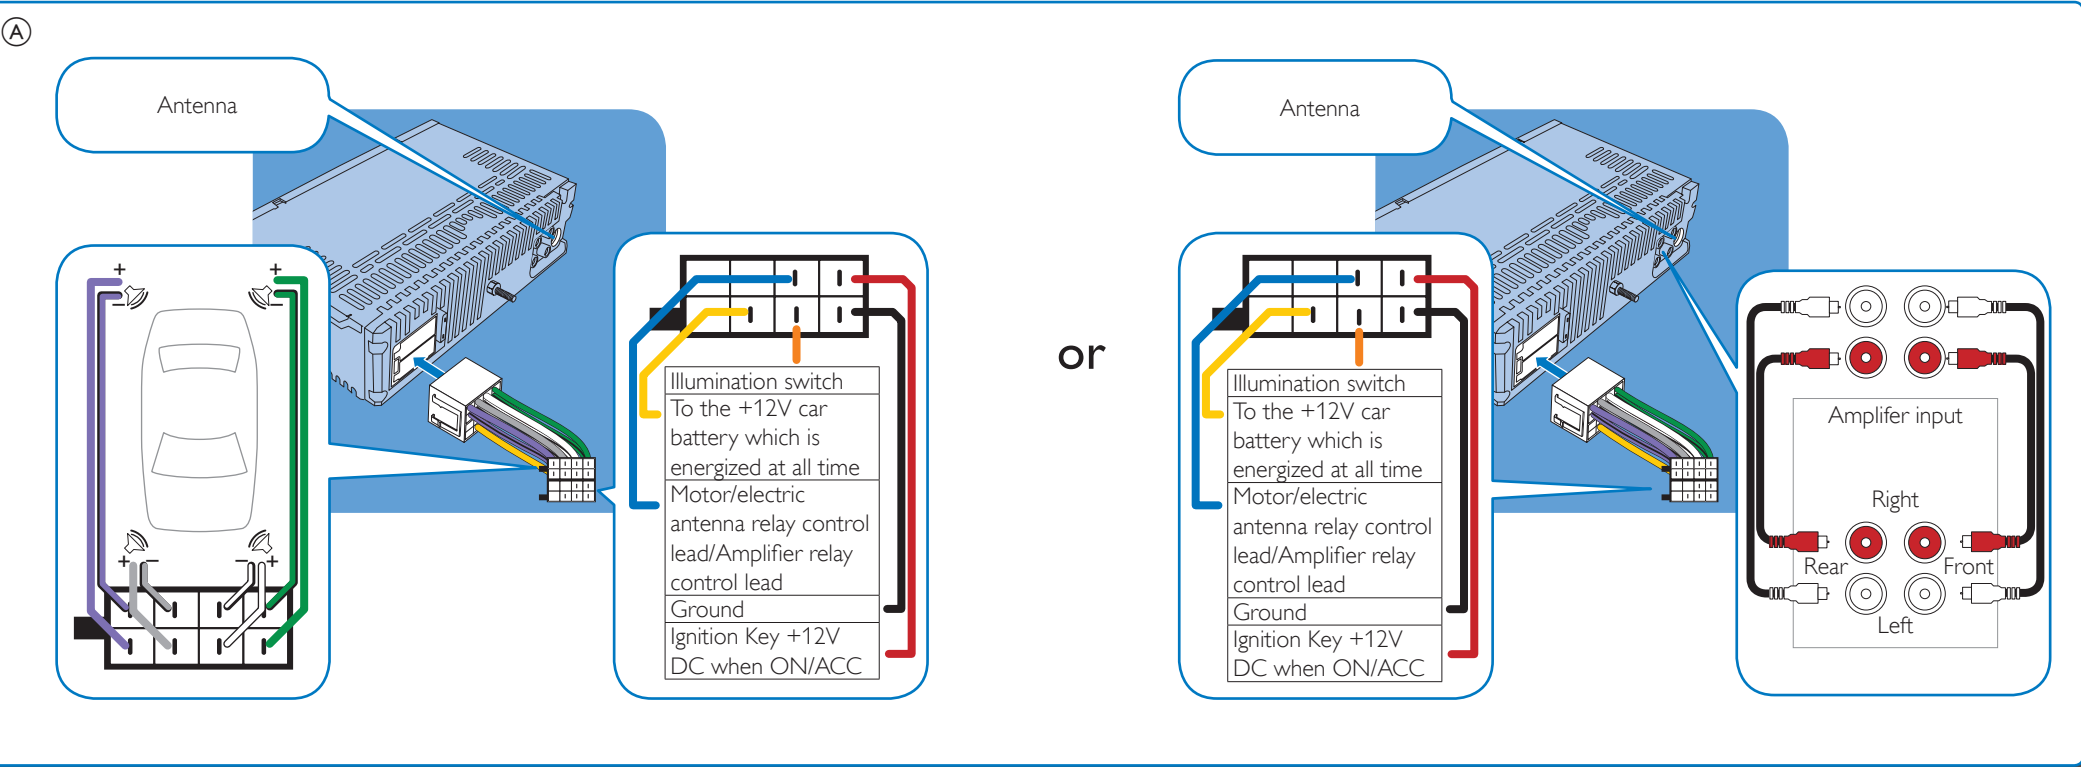 A
Antenna
+
+
–
–
+
–
–
+
Illumination switch
To the +12V car
battery which is
energized at all time
Motor/electric
antenna relay control
lead/Amplifier relay
control lead
Ground
Ignition Key +12V
DC when ON/ACC
or
Antenna
Illumination switch
To the +12V car
battery which is
energized at all time
Motor/electric
antenna relay control
lead/Amplifier relay
control lead
Ground
Ignition Key +12V
DC when ON/ACC
Amplifer input
Right
Rear
Front
Left